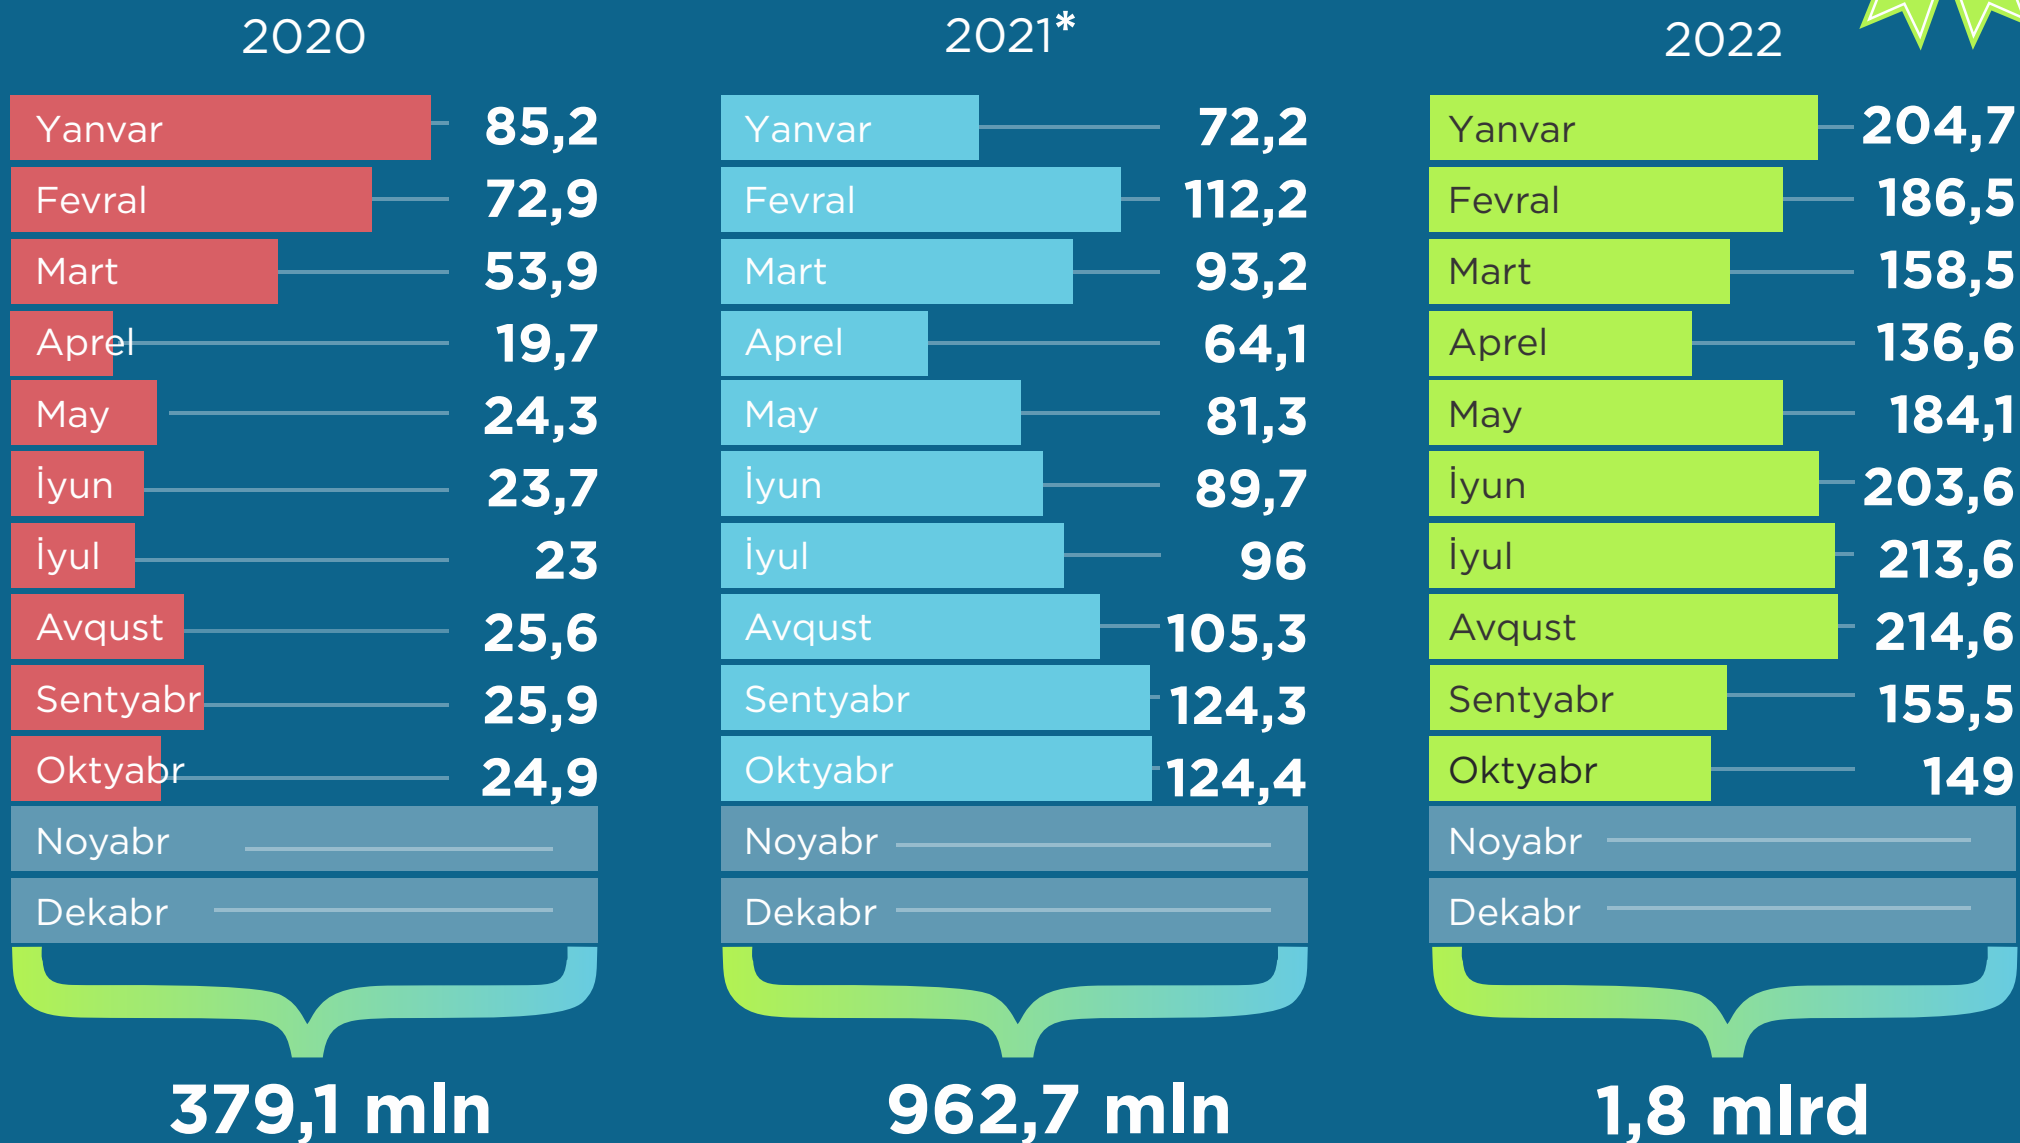 2020
Yanvar 85,2
Fevral 72,9
Mart 53,9
Aprel 19,7
May 24,3
İyun 23,7
İyul 23
Avqust 25,6
Sentyabr 25,9
Oktyabr 24,9
Noyabr
Dekabr
379,1 mln
2021*
Yanvar 72,2
Fevral 112,2
Mart 93,2
Aprel 64,1
May 81,3
İyun 89,7
İyul 96
Avqust 105,3
Sentyabr 124,3
Oktyabr 124,4
Noyabr
Dekabr
962,7 mln
2022
Yanvar 204,7
Fevral 186,5
Mart 158,5
Aprel 136,6
May 184,1
İyun 203,6
İyul 213,6
Avqust 214,6
Sentyabr 155,5
Oktyabr 149
Noyabr
Dekabr
1,8 mlrd